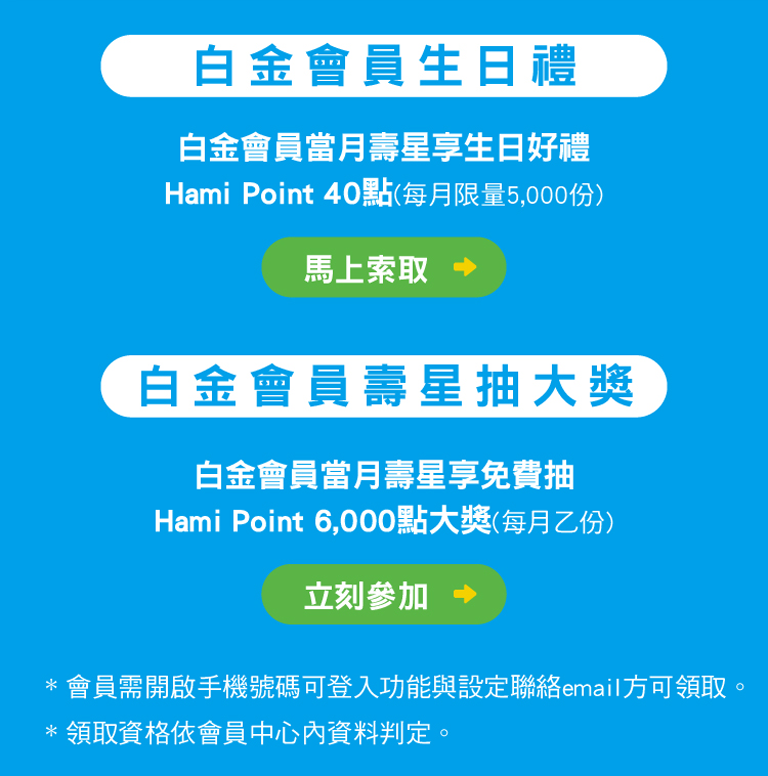 白金會員生日禮
白金會員當月壽星享生日好禮
Hami Point 40點(每月限量5,000份)
馬上索取
白金會員壽星抽大獎
白金會員當月壽星享免費抽
Hami Point 6,000點大獎(每月乙份)
立刻參加
* 會員需開啟手機號碼可登入功能與設定聯絡email方可領取。
* 領取資格依會員中心內資料判定。